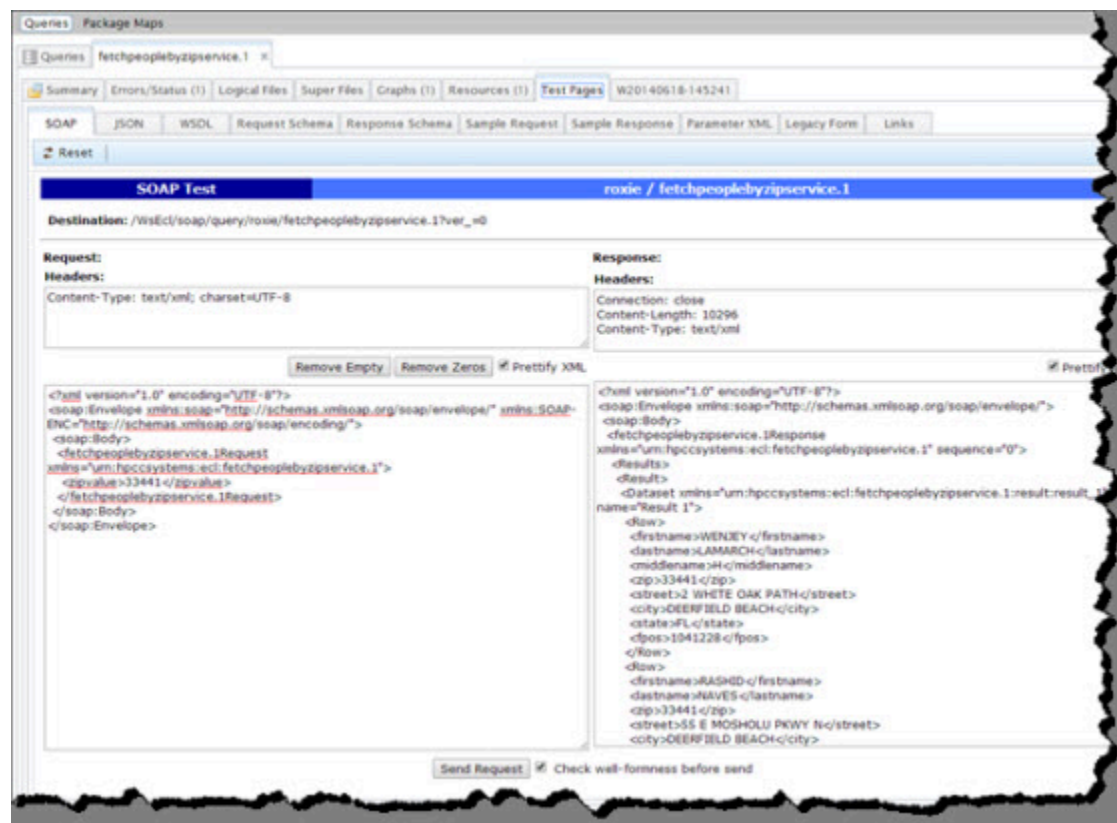 Queries Package Maps
Queries fetchpeoplebyzipservice.1 ×
Summary Errors/Status (1) Logical Files Super Files Graphs (1) Resources (1) Test Pages W20140618-145241
SOAP JSON WSDL Request Schema Response Schema Sample Request Sample Response Parameter XML Legacy Form Links
Reset
SOAP Test roxie / fetchpeoplebyzipservice.1
Destination: /WsEcl/soap/query/roxie/fetchpeoplebyzipservice.1?ver_=0
Request:
Headers:
Content-Type: text/xml; charset=UTF-8
Remove Empty Remove Zeros Prettify XML
<?xml version="1.0" encoding="UTF-8"?>
<soap:Envelope xmlns:soap="http://schemas.xmlsoap.org/soap/envelope/" xmlns:SOAP-
ENC="http://schemas.xmlsoap.org/soap/encoding/">
<soap:Body>
<fetchpeoplebyzipservice.1Request
xmlns="urn:hpccsystems:ecl:fetchpeoplebyzipservice.1">
<zipvalue>33441</zipvalue>
</fetchpeoplebyzipservice.1Request>
</soap:Body>
</soap:Envelope>
Response:
Headers:
Connection: close
Content-Length: 10296
Content-Type: text/xml
Prettify
<?xml version="1.0" encoding="UTF-8"?>
<soap:Envelope xmlns:soap="http://schemas.xmlsoap.org/soap/envelope/">
<soap:Body>
<fetchpeoplebyzipservice.1Response
xmlns="urn:hpccsystems:ecl:fetchpeoplebyzipservice.1" sequence="0">
<Results>
<Result>
<Dataset xmlns="urn:hpccsystems:ecl:fetchpeoplebyzipservice.1:result:result_1
name="Result 1">
<Row>
<firstname>WENJEY</firstname>
<lastname>LAMARCH</lastname>
<middlename>H</middlename>
<zip>33441</zip>
<street>2 WHITE OAK PATH</street>
<city>DEERFIELD BEACH</city>
<state>FL</state>
<fpos>1041228</fpos>
</Row>
<Row>
<firstname>RASHID</firstname>
<lastname>NAVES</lastname>
<zip>33441</zip>
<street>55 E MOSHOLU PKWY N</street>
<city>DEERFIELD BEACH</city>
Send Request Check well-formness before send